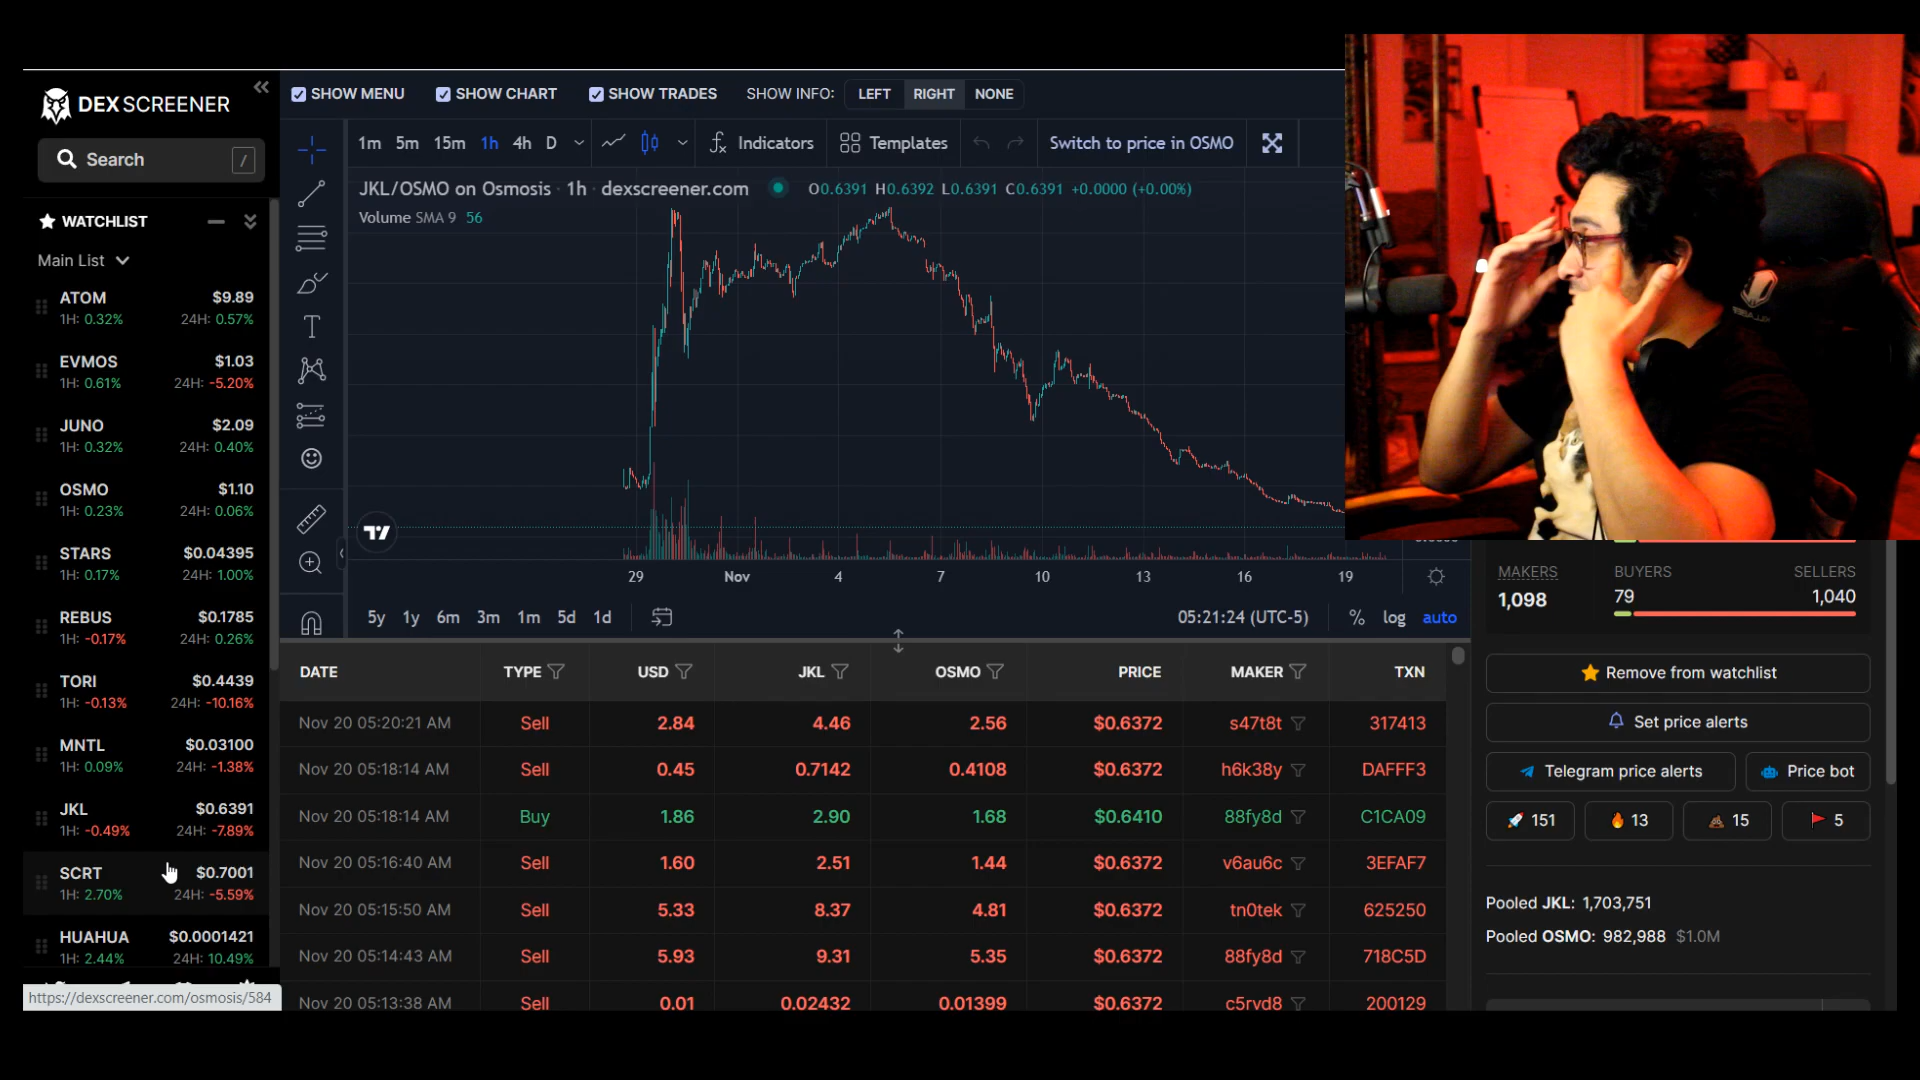 DEX SCREENER
Search /
WATCHLIST
Main List
ATOM $9.89
1H: 0.32% 24H: 0.57%
EVMOS $1.03
1H: 0.61% 24H: -5.20%
JUNO $2.09
1H: 0.32% 24H: 0.40%
OSMO $1.10
1H: 0.23% 24H: 0.06%
STARS $0.04395
1H: 0.17% 24H: 1.00%
REBUS $0.1785
1H: -0.17% 24H: 0.26%
TORI $0.4439
1H: -0.13% 24H: -10.16%
MNTL $0.03100
1H: 0.09% 24H: -1.38%
JKL $0.6391
1H: -0.49% 24H: -7.89%
SCRT $0.7001
1H: 2.70% 24H: -5.59%
HUAHUA $0.0001421
1H: 2.44% 24H: 10.49%
https://dexscreener.com/osmosis/584
SHOW MENU SHOW CHART SHOW TRADES SHOW INFO: LEFT RIGHT NONE
1m 5m 15m 1h 4h D Indicators Templates Switch to price in OSMO
JKL/OSMO on Osmosis · 1h · dexscreener.com O0.6391 H0.6392 L0.6391 C0.6391 +0.0000 (+0.00%)
Volume SMA 9 56
29 Nov 4 7 10 13 16 19
5y 1y 6m 3m 1m 5d 1d 05:21:24 (UTC-5) % log auto
DATE TYPE USD JKL OSMO PRICE MAKER TXN
Nov 20 05:20:21 AM Sell 2.84 4.46 2.56 $0.6372 s47t8t 317413
Nov 20 05:18:14 AM Sell 0.45 0.7142 0.4108 $0.6372 h6k38y DAFFF3
Nov 20 05:18:14 AM Buy 1.86 2.90 1.68 $0.6410 88fy8d C1CA09
Nov 20 05:16:40 AM Sell 1.60 2.51 1.44 $0.6372 v6au6c 3EFAF7
Nov 20 05:15:50 AM Sell 5.33 8.37 4.81 $0.6372 tn0tek 625250
Nov 20 05:14:43 AM Sell 5.93 9.31 5.35 $0.6372 88fy8d 718C5D
Nov 20 05:13:38 AM Sell 0.01 0.02432 0.01399 $0.6372 c5rvd8 200129
MAKERS BUYERS SELLERS
1,098 79 1,040
Remove from watchlist
Set price alerts
Telegram price alerts Price bot
151 13 15 5
Pooled JKL: 1,703,751
Pooled OSMO: 982,988 $1.0M